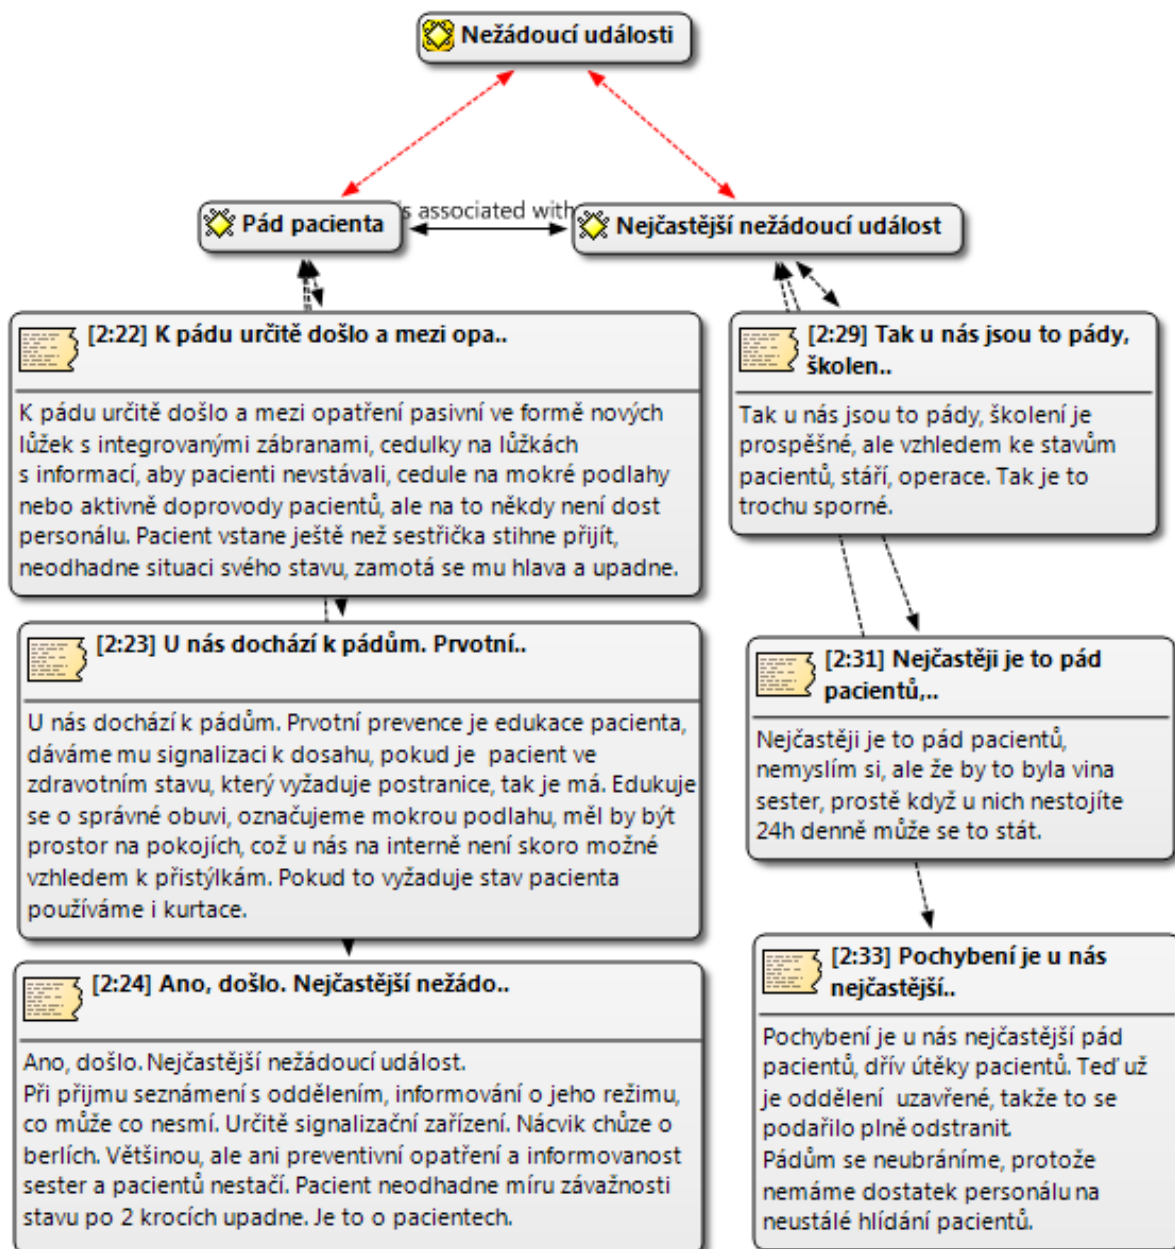 Nežádoucí události
Pád pacienta
s associated with
Nejčastější nežádoucí událost
[2:22] K pádu určitě došlo a mezi opa..
K pádu určitě došlo a mezi opatření pasivní ve formě nových
lůžek s integrovanými zábranami, cedulky na lůžkách
s informací, aby pacienti nevstávali, cedule na mokré podlahy
nebo aktivně doprovody pacientů, ale na to někdy není dost
personálu. Pacient vstane ještě než sestřička stihne přijít,
neodhadne situaci svého stavu, zamotá se mu hlava a upadne.
[2:23] U nás dochází k pádům. Prvotní..
U nás dochází k pádům. Prvotní prevence je edukace pacienta,
dáváme mu signalizaci k dosahu, pokud je pacient ve
zdravotním stavu, který vyžaduje postranice, tak je má. Edukuje
se o správné obuvi, označujeme mokrou podlahu, měl by být
prostor na pokojích, což u nás na interně není skoro možné
vzhledem k přistýlkám. Pokud to vyžaduje stav pacienta
používáme i kurtace.
[2:24] Ano, došlo. Nejčastější nežádo..
Ano, došlo. Nejčastější nežádoucí událost.
Při přijmu seznámení s oddělením, informování o jeho režimu,
co může co nesmí. Určitě signalizační zařízení. Nácvik chůze o
berlích. Většinou, ale ani preventivní opatření a informovanost
sester a pacientů nestačí. Pacient neodhadne míru závažnosti
stavu po 2 krocích upadne. Je to o pacientech.
[2:29] Tak u nás jsou to pády,
školen..
Tak u nás jsou to pády, školení je
prospěšné, ale vzhledem ke stavům
pacientů, stáří, operace. Tak je to
trochu sporné.
[2:31] Nejčastěji je to pád
pacientů,..
Nejčastěji je to pád pacientů,
nemyslím si, ale že by to byla vina
sester, prostě když u nich nestojíte
24h denně může se to stát.
[2:33] Pochybení je u nás
nejčastější..
Pochybení je u nás nejčastější pád
pacientů, dřív útěky pacientů. Teď už
je oddělení uzavřené, takže to se
podařilo plně odstranit.
Pádům se neubráníme, protože
nemáme dostatek personálu na
neustálé hlídání pacientů.